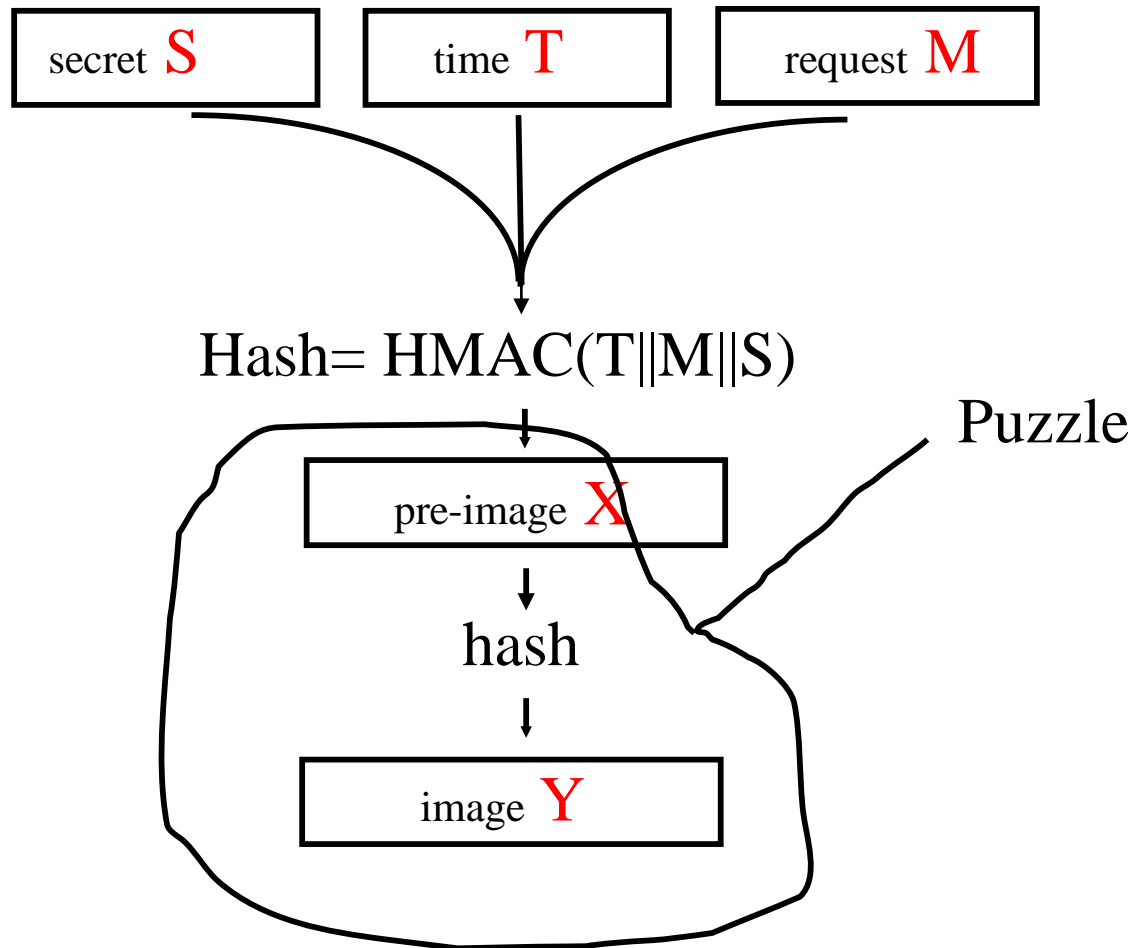 secret S
time T
request M
Hash= HMAC(T||M||S)
Puzzle
pre-image X
hash
image Y